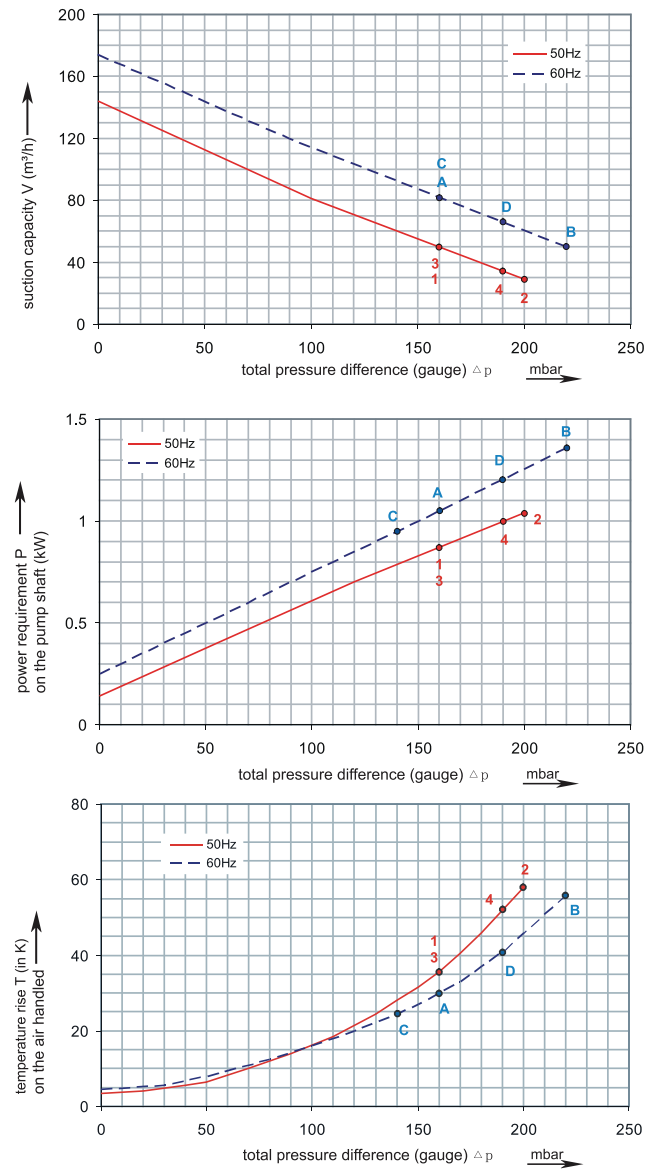 200
50Hz
60Hz
160
120
C
A
80
D
B
3
40
1
4
2
0
0 50 100 150 200 250
suction capacity V (m³/h)
total pressure difference (gauge) △p
mbar
1.5
50Hz
60Hz
B
D
A
C
1
2
4
1
3
0.5
0
0 50 100 150 200 250
power requirement P
on the pump shaft (kW)
total pressure difference (gauge) △p
mbar
80
50Hz
60Hz
2
60
4
B
1
40
3
D
A
20
C
0
0 50 100 150 200 250
temperature rise T (in K)
on the air handled
total pressure difference (gauge) △p
mbar